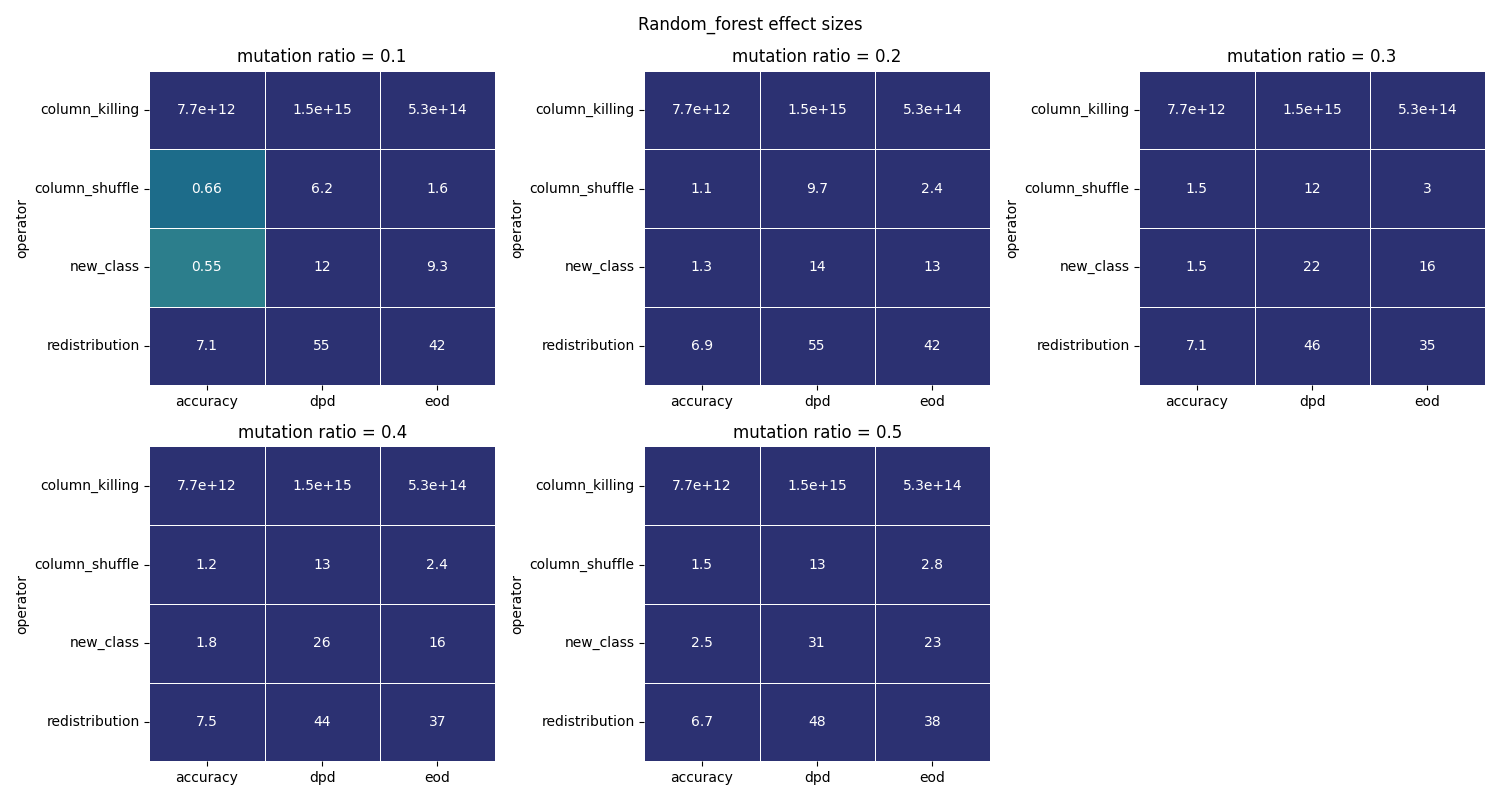 Random_forest effect sizes
mutation ratio = 0.1
operator
column_killing 7.7e+12 1.5e+15 5.3e+14
column_shuffle 0.66 6.2 1.6
new_class 0.55 12 9.3
redistribution 7.1 55 42
accuracy dpd eod
mutation ratio = 0.2
operator
column_killing 7.7e+12 1.5e+15 5.3e+14
column_shuffle 1.1 9.7 2.4
new_class 1.3 14 13
redistribution 6.9 55 42
accuracy dpd eod
mutation ratio = 0.3
operator
column_killing 7.7e+12 1.5e+15 5.3e+14
column_shuffle 1.5 12 3
new_class 1.5 22 16
redistribution 7.1 46 35
accuracy dpd eod
mutation ratio = 0.4
operator
column_killing 7.7e+12 1.5e+15 5.3e+14
column_shuffle 1.2 13 2.4
new_class 1.8 26 16
redistribution 7.5 44 37
accuracy dpd eod
mutation ratio = 0.5
operator
column_killing 7.7e+12 1.5e+15 5.3e+14
column_shuffle 1.5 13 2.8
new_class 2.5 31 23
redistribution 6.7 48 38
accuracy dpd eod